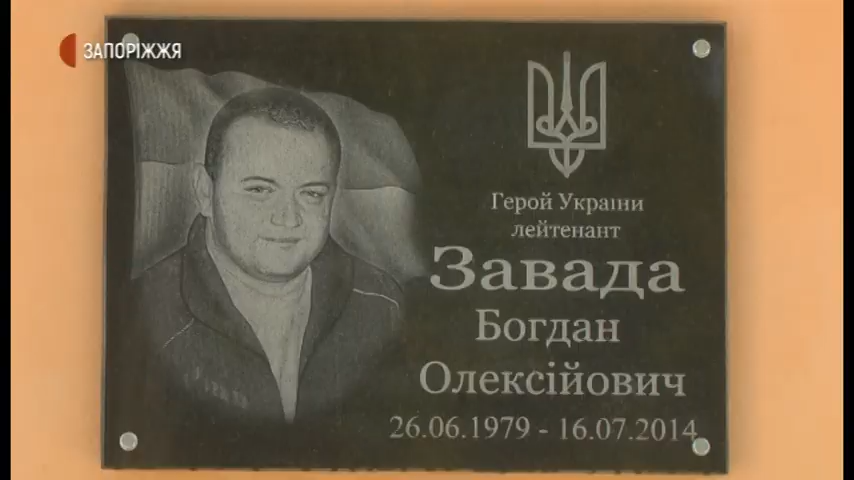 ЗАПОРІЖЖЯ
Герой України
лейтенант
Завада
Богдан
Олексійович
26.06.1979 - 16.07.2014